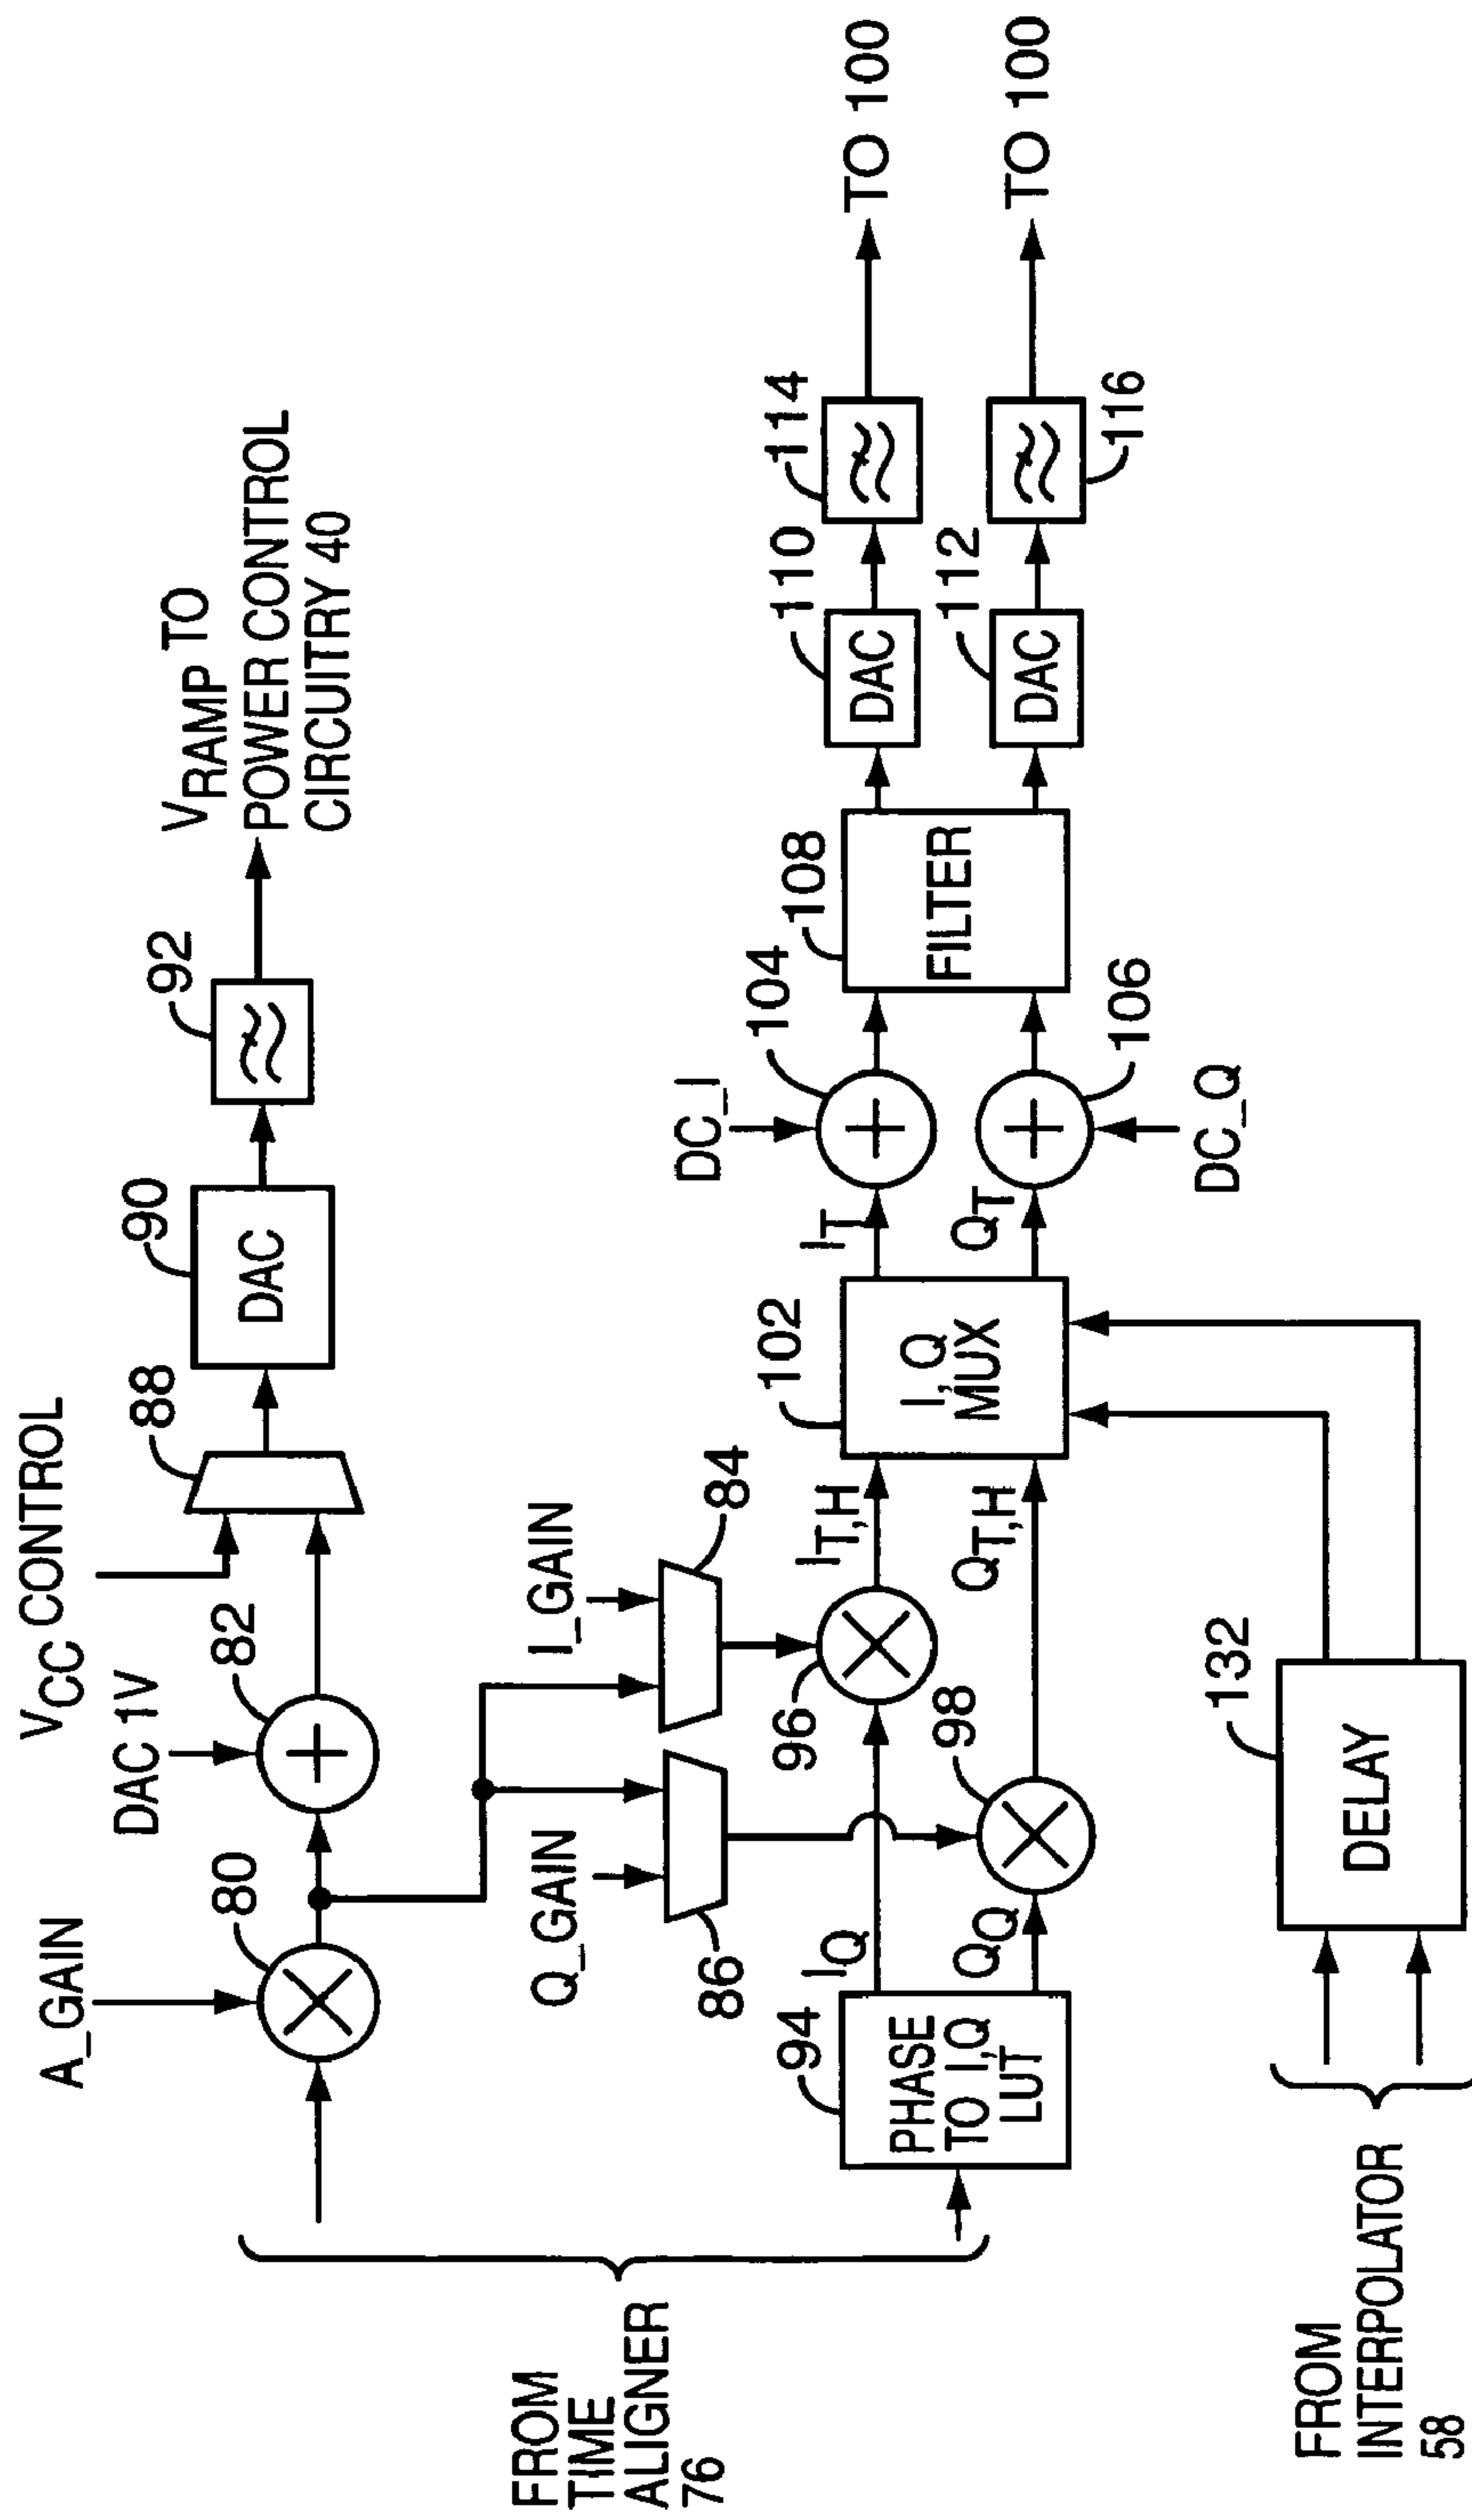 A_GAIN
80
DAC 1V
82
VCC CONTROL
88
90
DAC
92
VRAMP TO
POWER CONTROL
CIRCUITRY 40
FROM
TIME
ALIGNER
76
Q_GAIN
86
I_GAIN
84
94
PHASE
TO I,Q
LUT
IQ
QQ
96
98
IT,H
QT,H
102
I, Q
MUX
IT
QT
DC_I
104
DC_Q
106
108
FILTER
110
DAC
112
DAC
114
116
TO 100
TO 100
FROM
INTERPOLATOR
58
DELAY
132